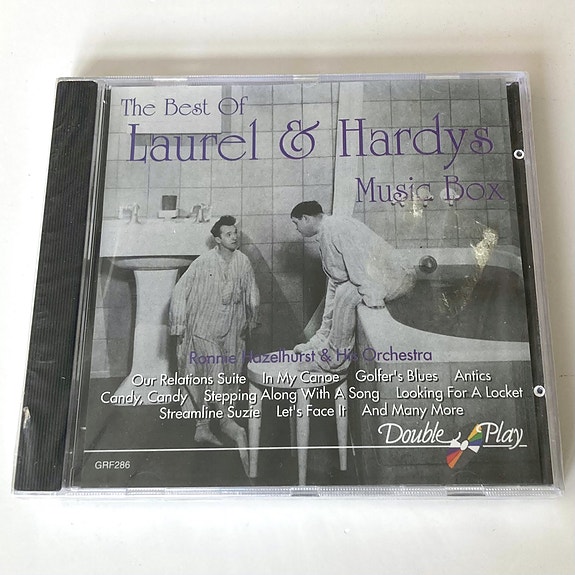 The Best Of
Laurel & Hardys
Music Box
Ronnie Hazelhurst & His Orchestra
Our Relations Suite In My Canoe Golfer's Blues Antics
Candy, Candy Stepping Along With A Song Looking For A Locket
Streamline Suzie Let's Face It And Many More
Double Play
GRF286